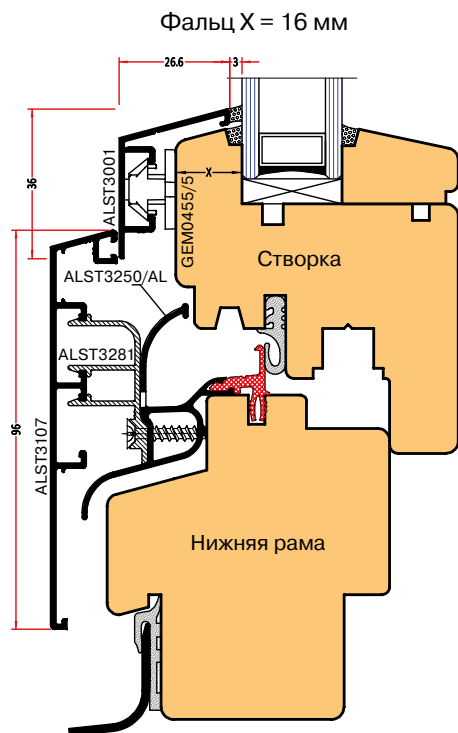 Фальц X = 16 мм
26.6
3
36
ALST3001
X
GEM0455/5
Створка
ALST3250/AL
ALST3281
96
ALST3107
Нижняя рама